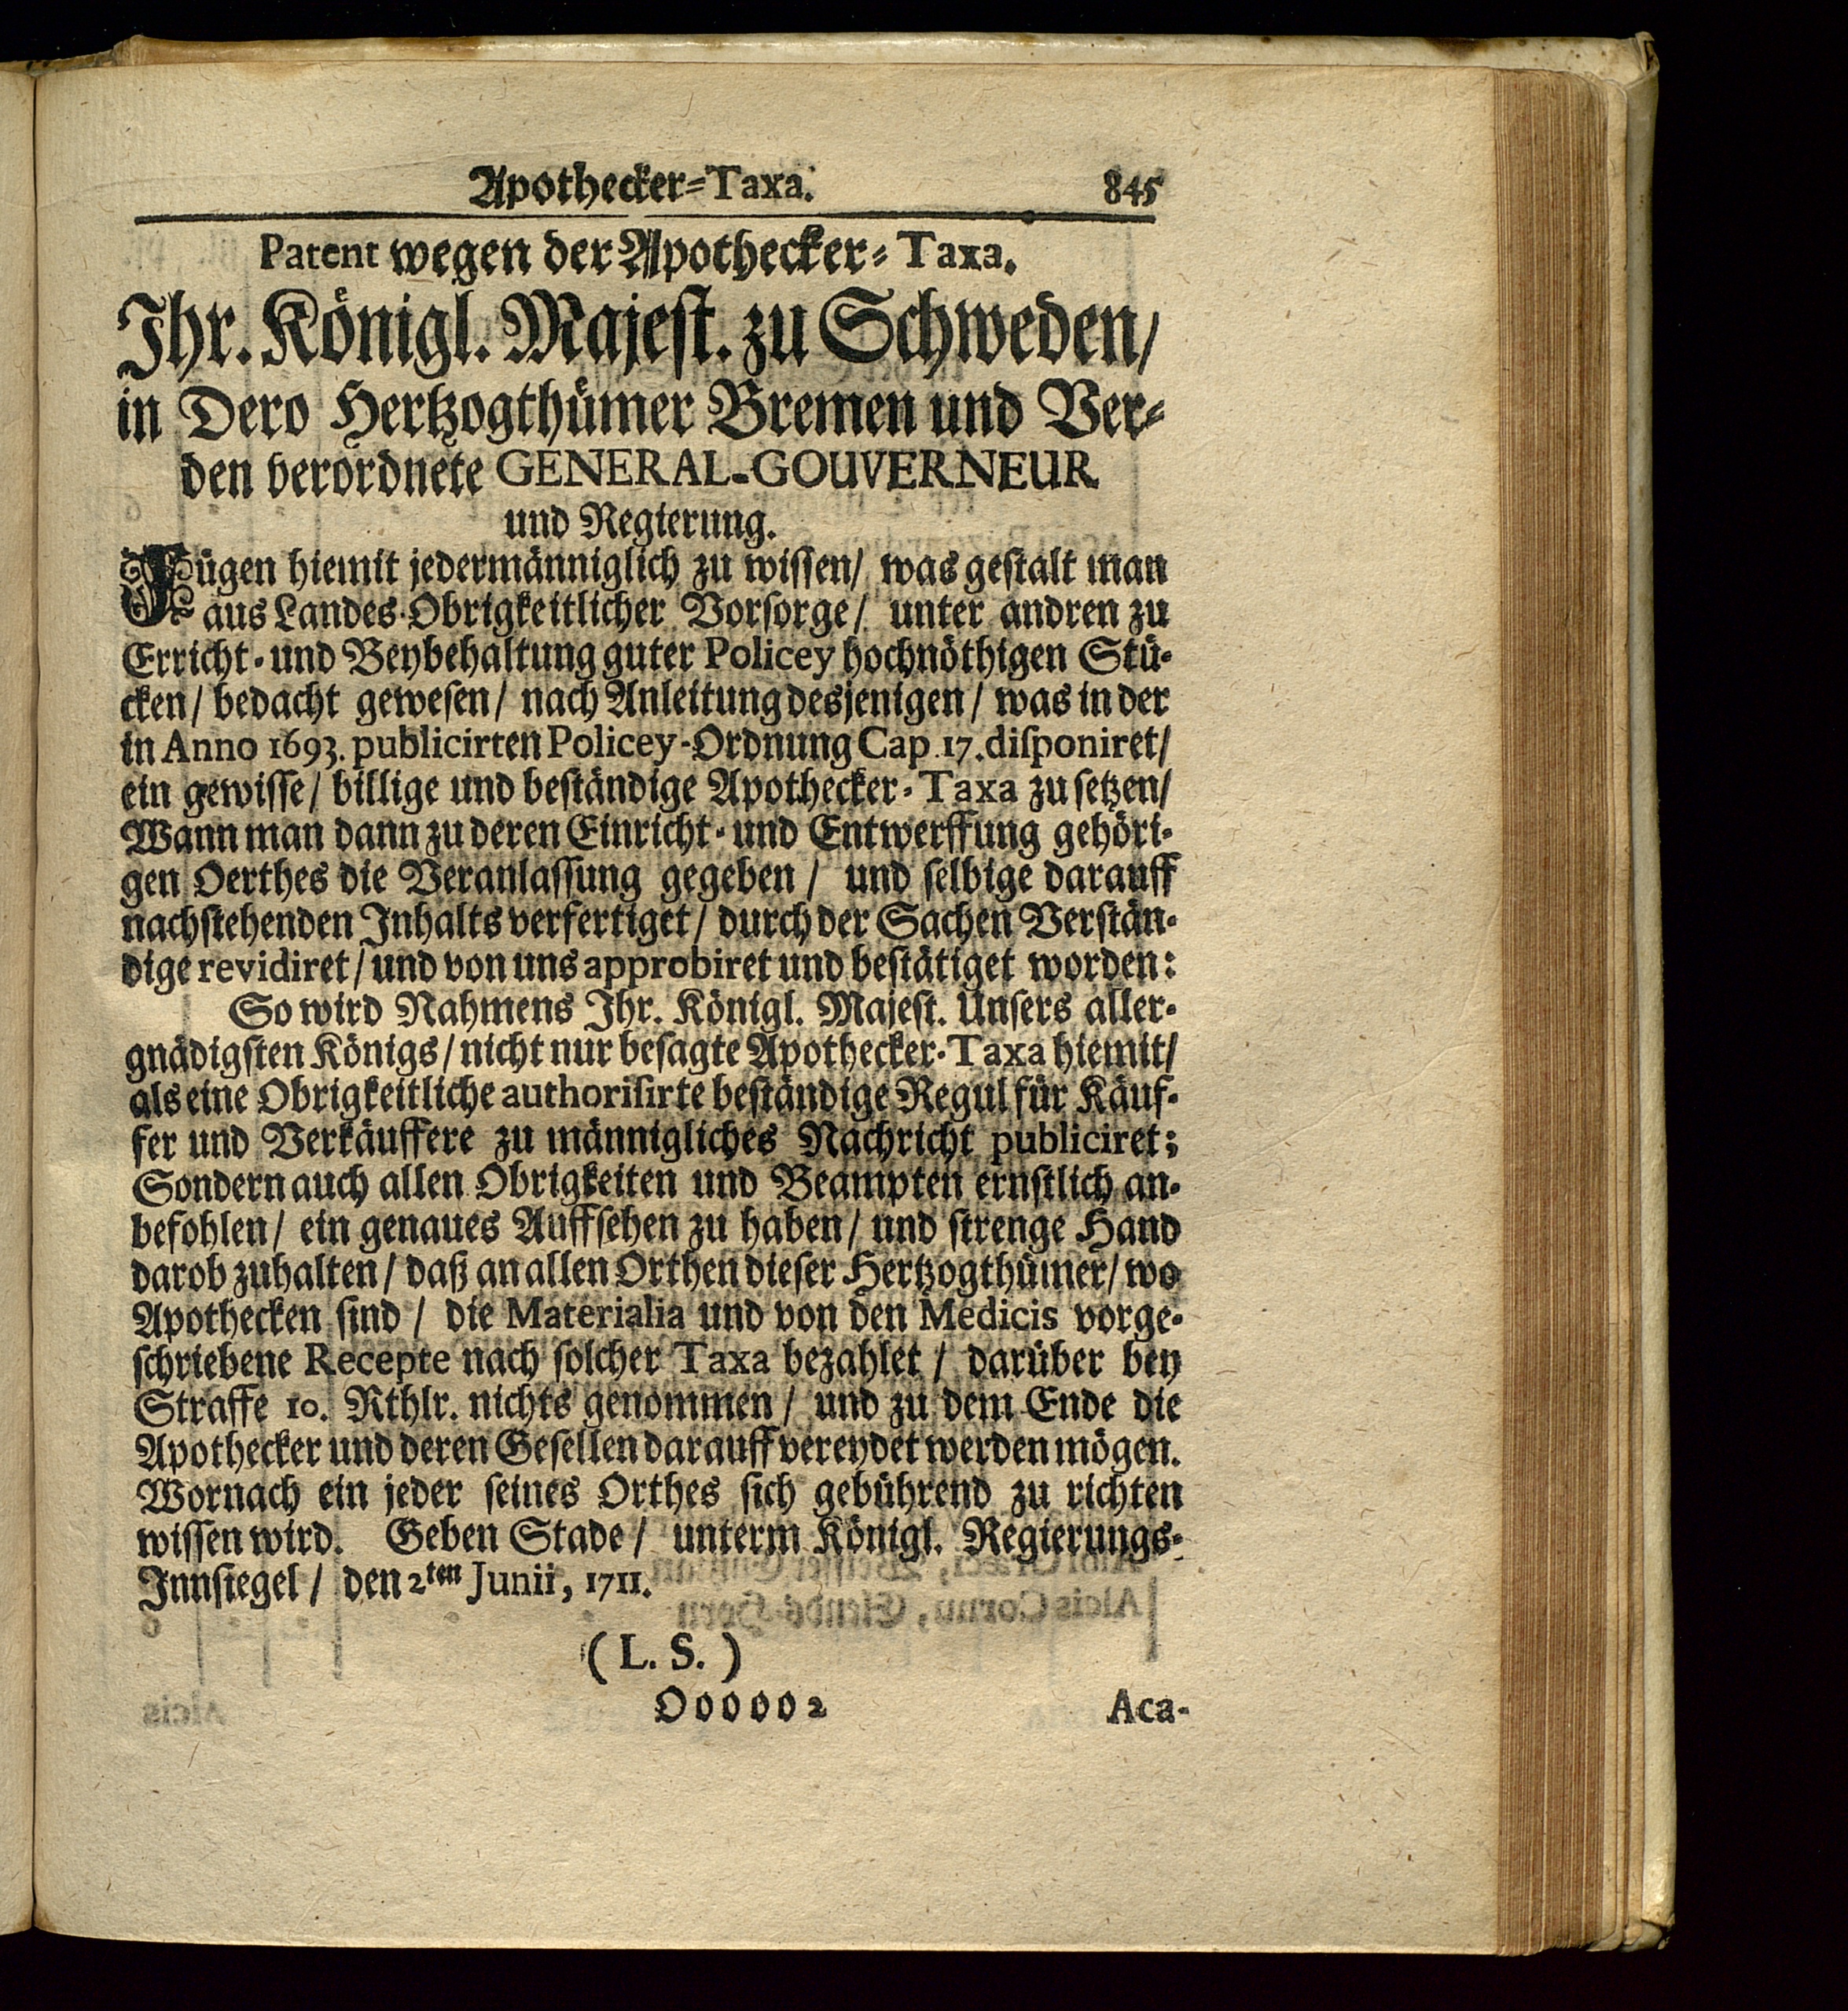 Apothecker-Taxa. 845
Patent wegen der Apothecker-Taxa.
Ihr. Königl. Majest. zu Schweden/
in Dero Hertzogthümer Bremen und Ver-
den verordnete GENERAL-GOUVERNEUR
und Regierung.
Fügen hiemit jedermänniglich zu wissen/ was gestalt man
aus Landes-Obrigkeitlicher Vorsorge/ unter andren zu
Erricht- und Beybehaltung guter Policey hochnöthigen Stü-
cken/ bedacht gewesen/ nach Anleitung desjenigen/ was in der
in Anno 1693. publicirten Policey-Ordnung Cap. 17. disponiret/
ein gewisse/ billige und beständige Apothecker-Taxa zu setzen/
Wann man dann zu deren Einricht- und Entwerffung gehöri-
gen Oerthes die Veranlassung gegeben/ und selbige darauff
nachstehenden Inhalts verfertiget/ durch der Sachen Verstän-
dige revidiret/ und von uns approbiret und bestätiget worden:
So wird Nahmens Ihr. Königl. Majest. Unsers aller-
gnädigsten Königs/ nicht nur besagte Apothecker-Taxa hiemit/
als eine Obrigkeitliche authorisirte beständige Regul für Käuf-
fer und Verkäuffere zu männigliches Nachricht publiciret;
Sondern auch allen Obrigkeiten und Beampten ernstlich an-
befohlen/ ein genaues Auffsehen zu haben/ und strenge Hand
darob zuhalten/ daß an allen Orthen dieser Hertzogthümer/ wo
Apothecken sind/ die Materialia und von den Medicis vorge-
schriebene Recepte nach solcher Taxa bezahlet/ darüber bey
Straffe 10. Rthlr. nichts genommen/ und zu dem Ende die
Apothecker und deren Gesellen darauff vereydet werden mögen.
Wornach ein jeder seines Orthes sich gebührend zu richten
wissen wird. Geben Stade/ unterm Königl. Regierungs-
Innsiegel/ den 2ten Junii, 1711.
(L. S.)
Ooooo2 Aca-